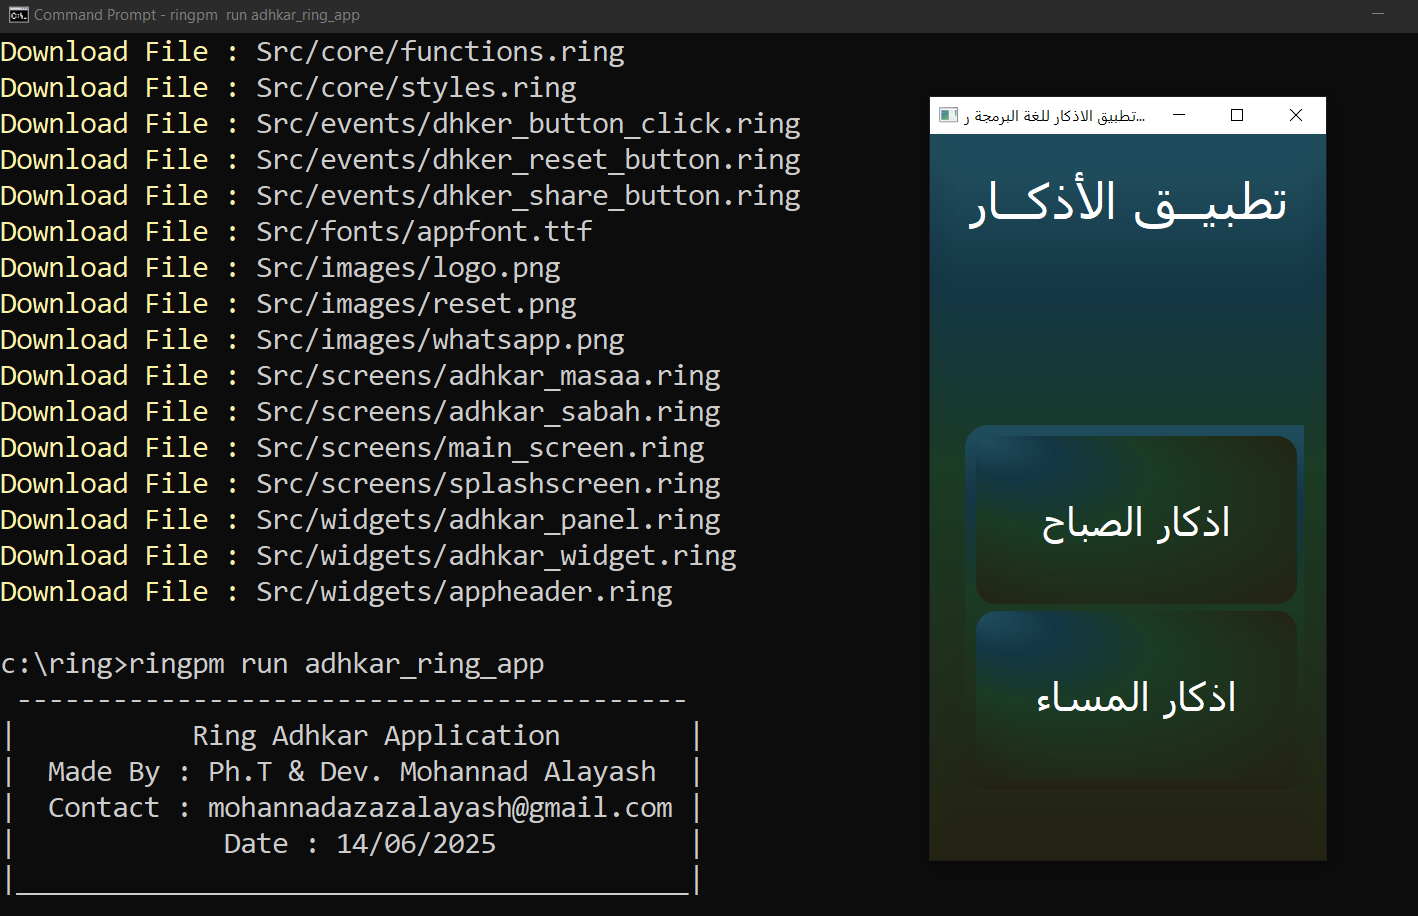 Command Prompt - ringpm  run adhkar_ring_app
Download File : Src/core/functions.ring
Download File : Src/core/styles.ring
Download File : Src/events/dhker_button_click.ring
Download File : Src/events/dhker_reset_button.ring
Download File : Src/events/dhker_share_button.ring
Download File : Src/fonts/appfont.ttf
Download File : Src/images/logo.png
Download File : Src/images/reset.png
Download File : Src/images/whatsapp.png
Download File : Src/screens/adhkar_masaa.ring
Download File : Src/screens/adhkar_sabah.ring
Download File : Src/screens/main_screen.ring
Download File : Src/screens/splashscreen.ring
Download File : Src/widgets/adhkar_panel.ring
Download File : Src/widgets/adhkar_widget.ring
Download File : Src/widgets/appheader.ring
c:\ring>ringpm run adhkar_ring_app
Ring Adhkar Application
Made By : Ph.T & Dev. Mohannad Alayash
Contact : mohannadazazalayash@gmail.com
Date : 14/06/2025
تطبيق الاذكار للغة البرمجة ر...
تطبيــق الأذكــار
اذكار الصباح
اذكار المساء